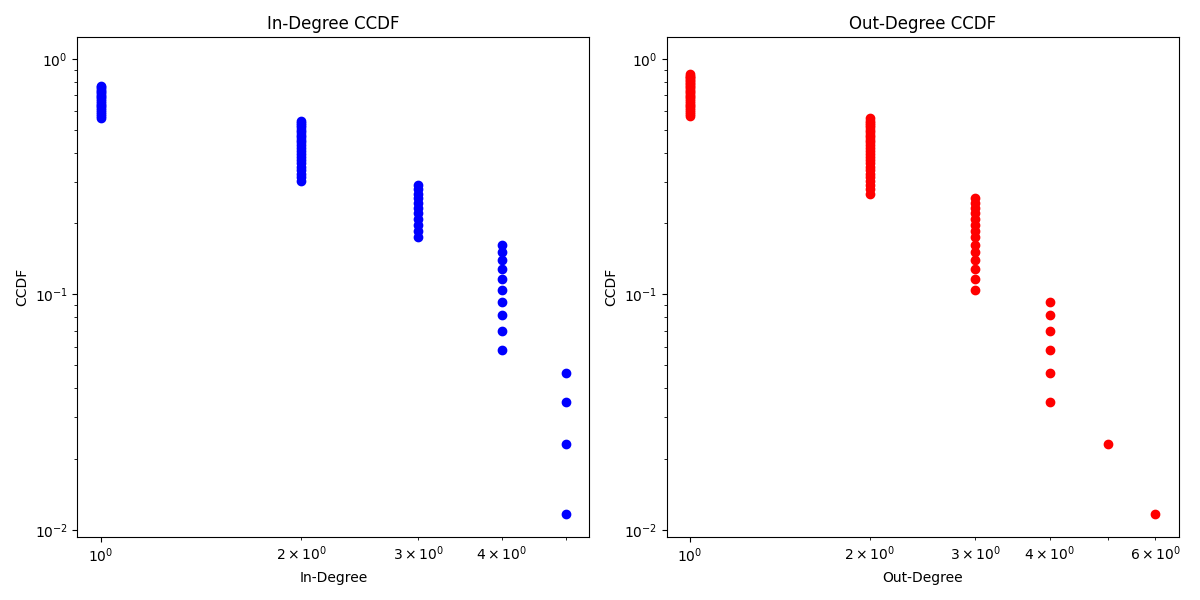 In-Degree CCDF
CCDF
10⁰
10⁻¹
10⁻²
10⁰
2 × 10⁰
3 × 10⁰
4 × 10⁰
In-Degree
Out-Degree CCDF
CCDF
10⁰
10⁻¹
10⁻²
10⁰
2 × 10⁰
3 × 10⁰
4 × 10⁰
6 × 10⁰
Out-Degree